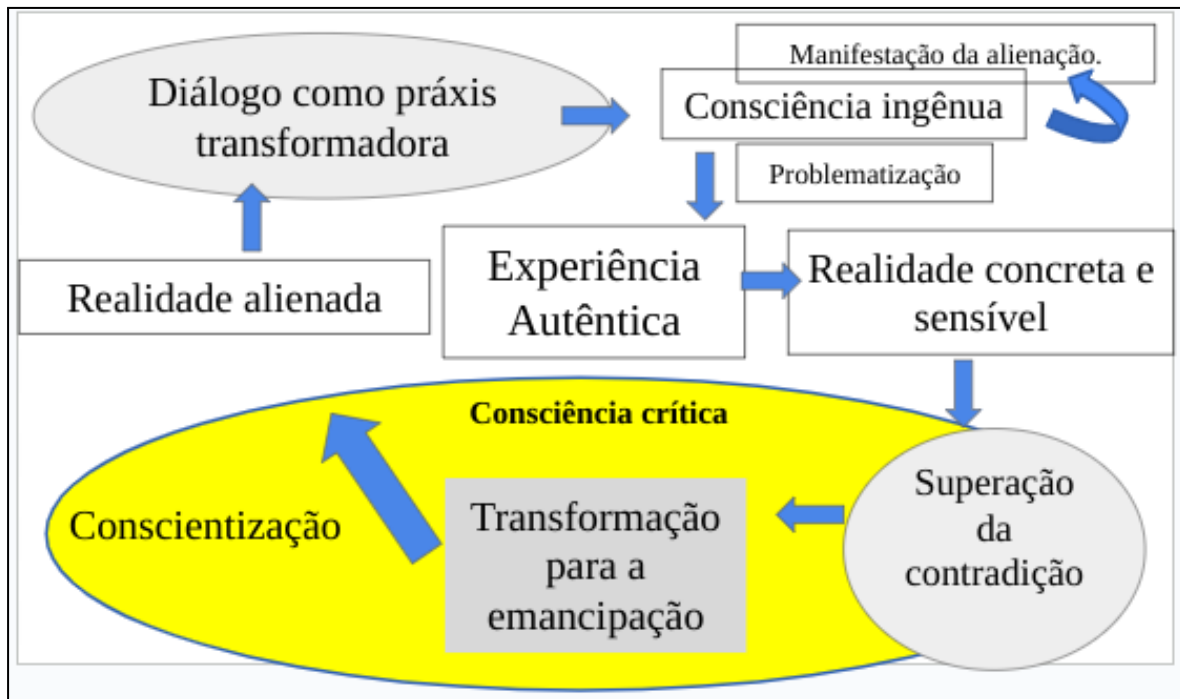 Manifestação da alienação.
Diálogo como práxis
transformadora
Consciência ingênua
Problematização
Realidade alienada
Experiência
Autêntica
Realidade concreta e
sensível
Consciência crítica
Superação
da
contradição
Conscientização
Transformação
para a
emancipação